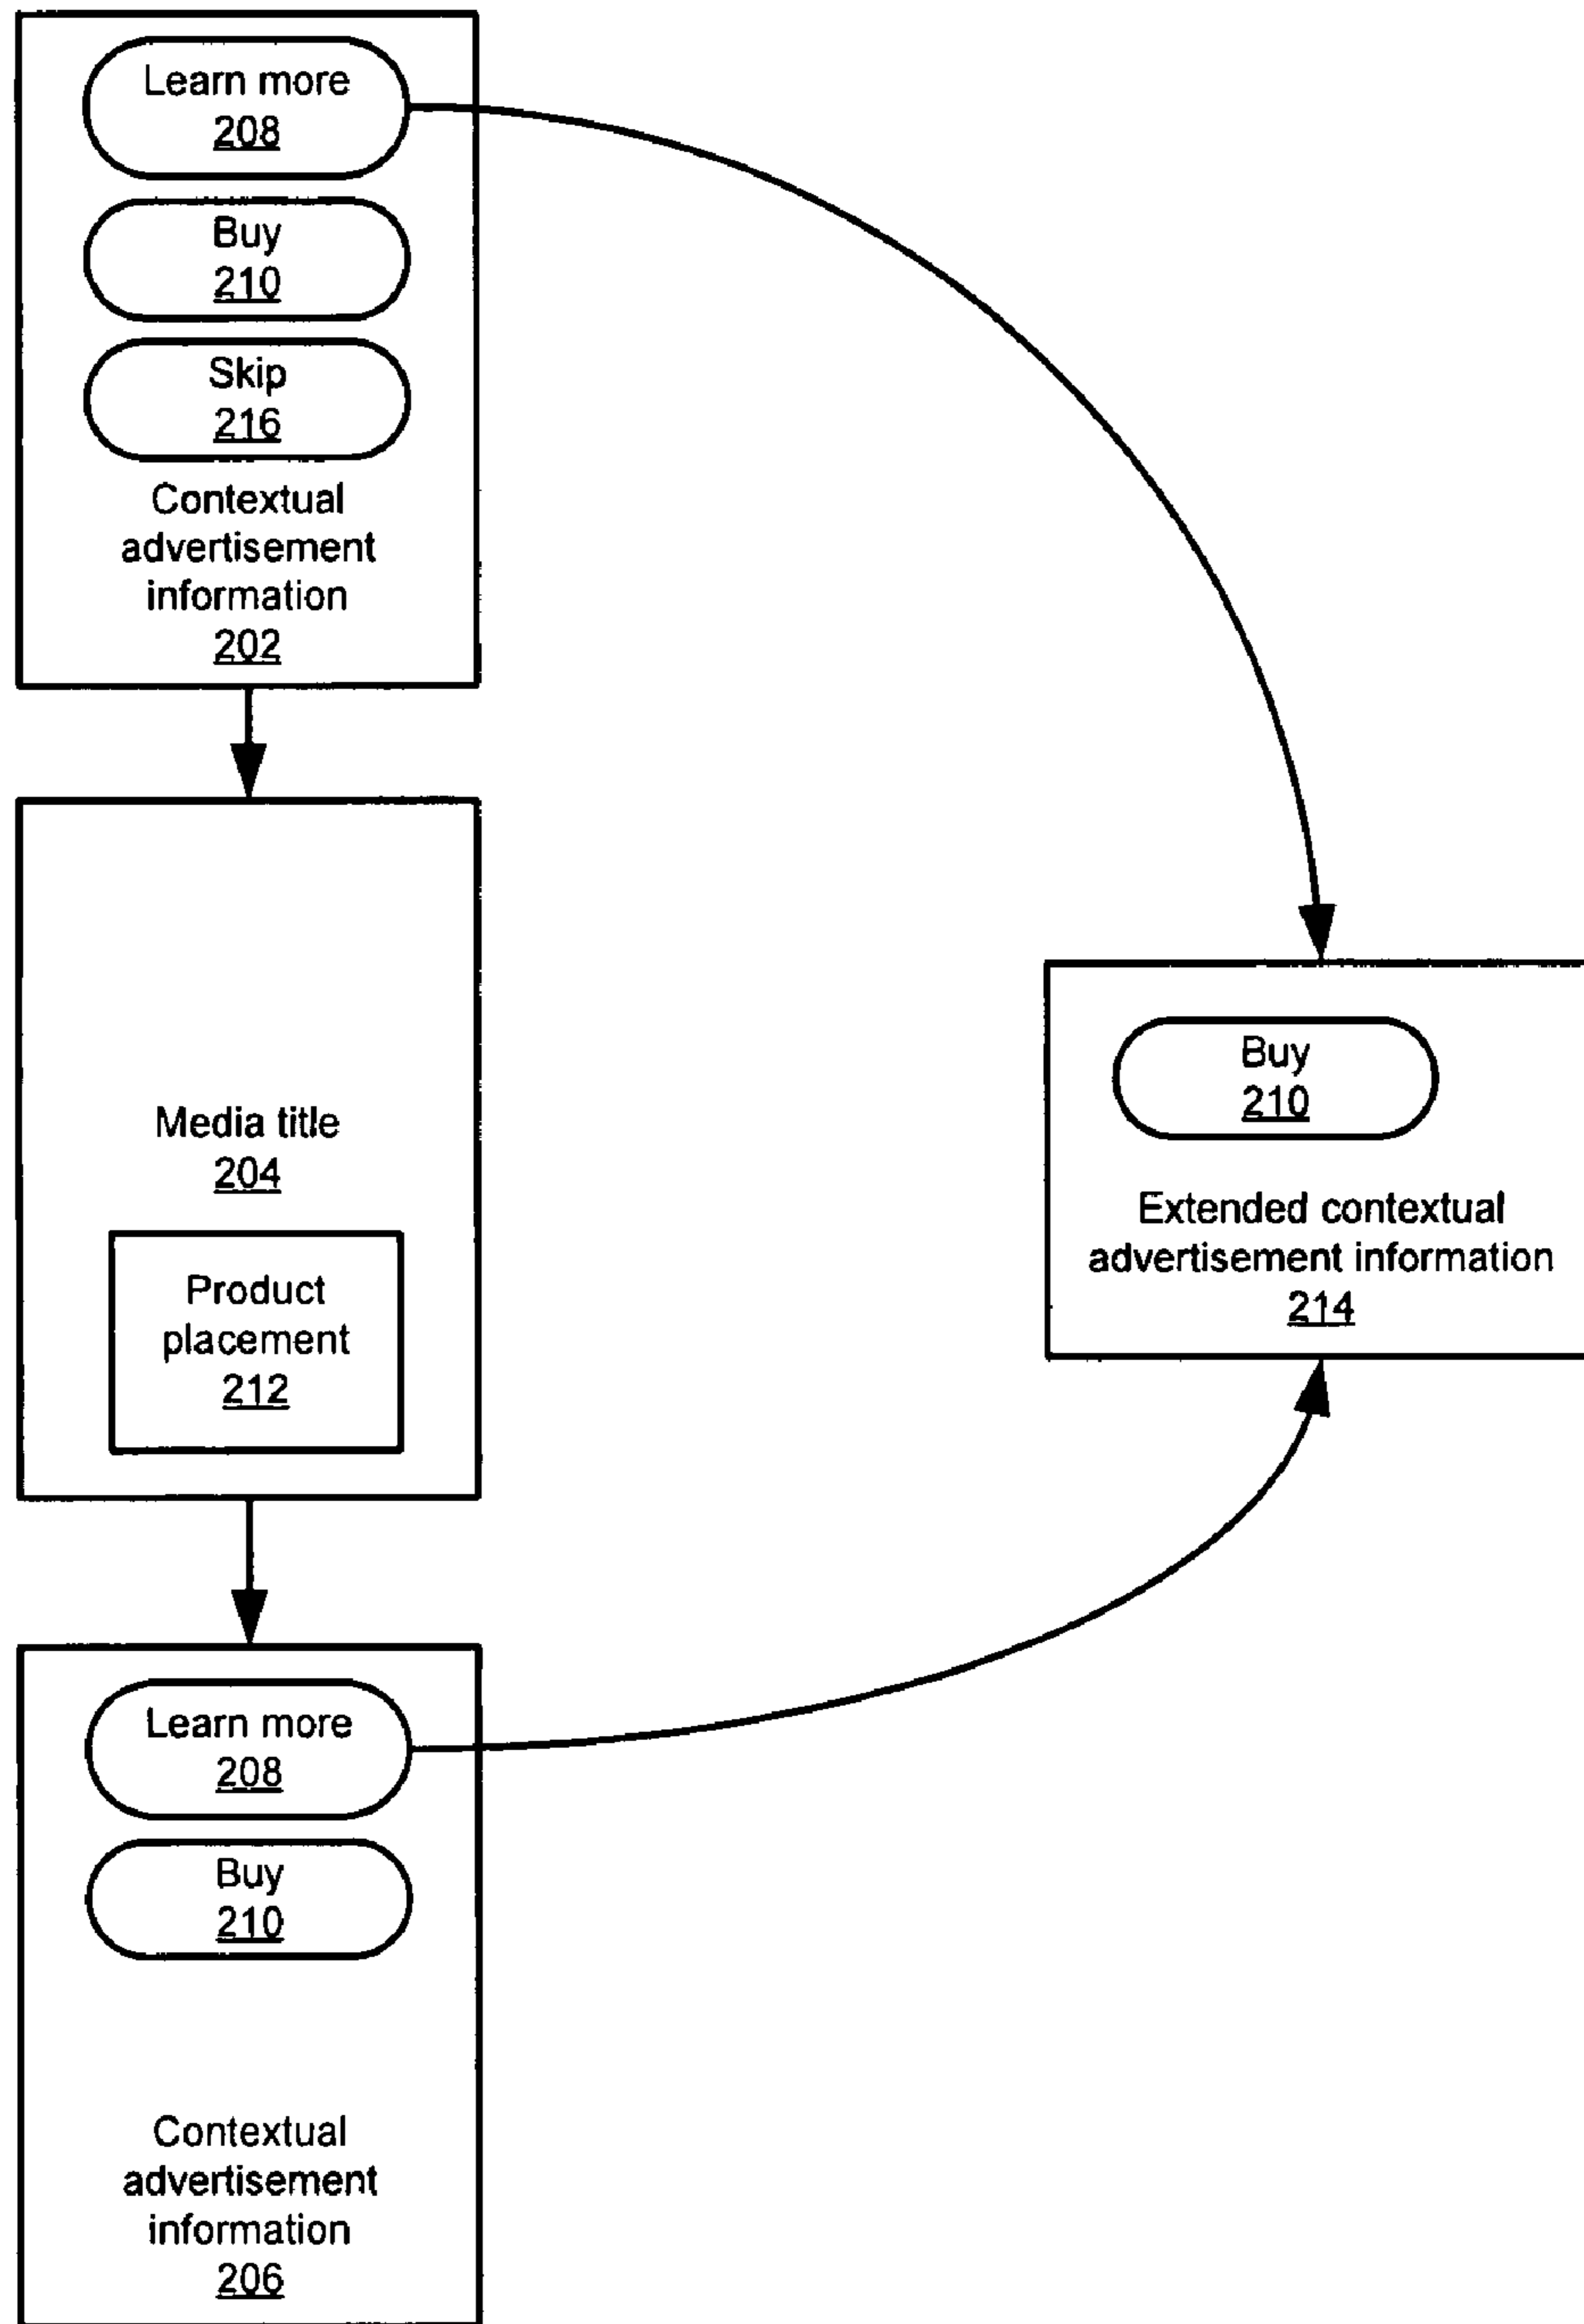 Learn more
208
Buy
210
Skip
216
Contextual
advertisement
information
202
Media title
204
Product
placement
212
Buy
210
Extended contextual
advertisement information
214
Learn more
208
Buy
210
Contextual
advertisement
information
206